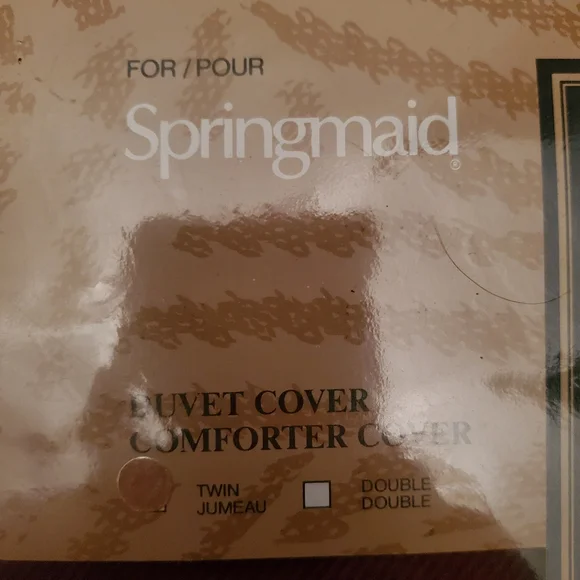 FOR / POUR
Springmaid®
DUVET COVER
COMFORTER COVER
TWIN
JUMEAU
DOUBLE
DOUBLE